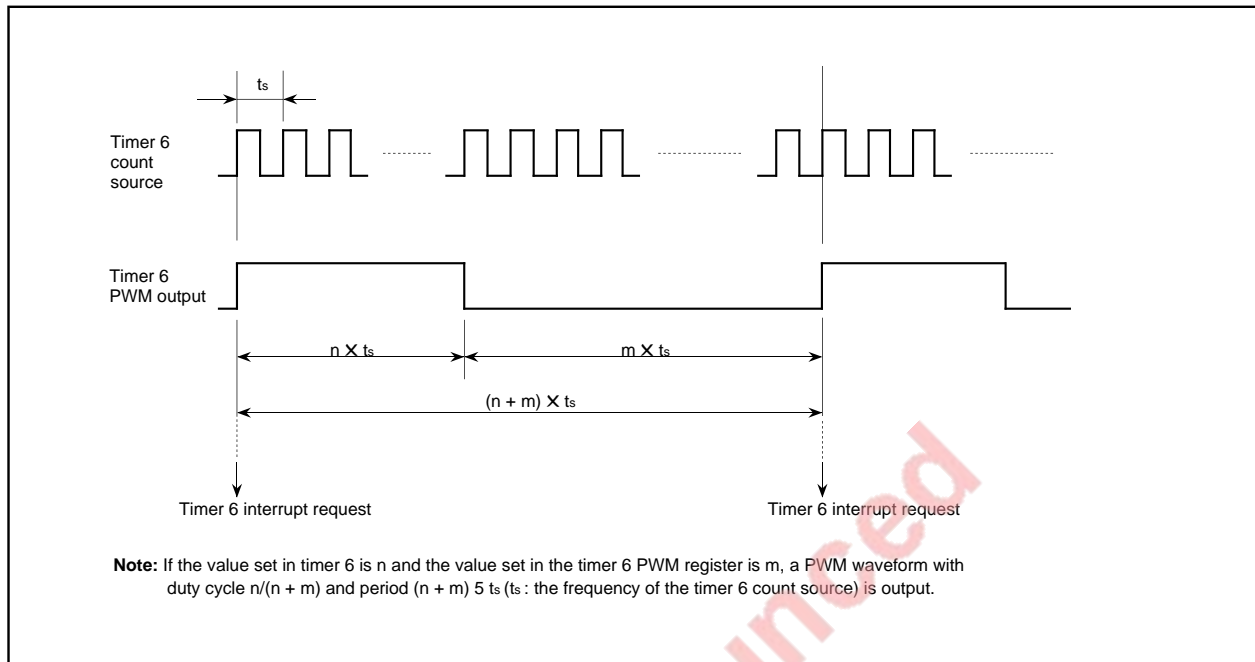 ts
Timer 6
count
source
Timer 6
PWM output
n X ts
m X ts
(n + m) X ts
Timer 6 interrupt request
Timer 6 interrupt request
Note: If the value set in timer 6 is n and the value set in the timer 6 PWM register is m, a PWM waveform with
duty cycle n/(n + m) and period (n + m) 5 ts (ts : the frequency of the timer 6 count source) is output.